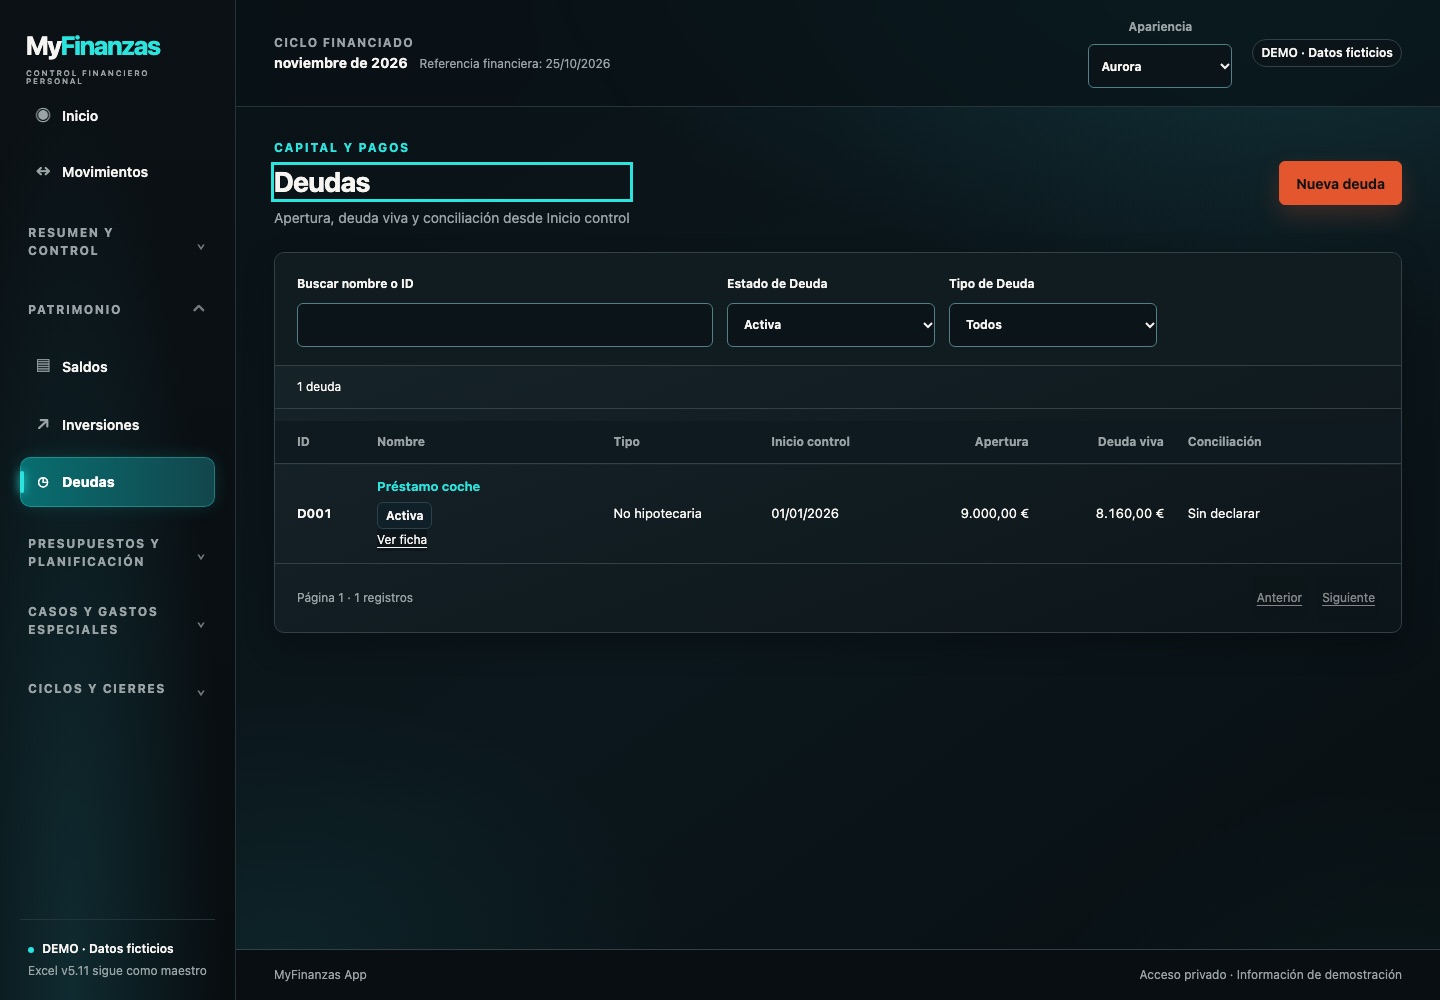 MyFinanzas
CONTROL FINANCIERO
PERSONAL
Inicio
Movimientos
RESUMEN Y
CONTROL
PATRIMONIO
Saldos
Inversiones
Deudas
PRESUPUESTOS Y
PLANIFICACIÓN
CASOS Y GASTOS
ESPECIALES
CICLOS Y CIERRES
DEMO · Datos ficticios
Excel v5.11 sigue como maestro
CICLO FINANCIADO
noviembre de 2026 Referencia financiera: 25/10/2026
Apariencia
Aurora
DEMO · Datos ficticios
CAPITAL Y PAGOS
Deudas
Apertura, deuda viva y conciliación desde Inicio control
Nueva deuda
Buscar nombre o ID Estado de Deuda Tipo de Deuda
Activa Todos
1 deuda
ID Nombre Tipo Inicio control Apertura Deuda viva Conciliación
Préstamo coche
D001 Activa No hipotecaria 01/01/2026 9.000,00 € 8.160,00 € Sin declarar
Ver ficha
Página 1 · 1 registros Anterior Siguiente
MyFinanzas App Acceso privado · Información de demostración